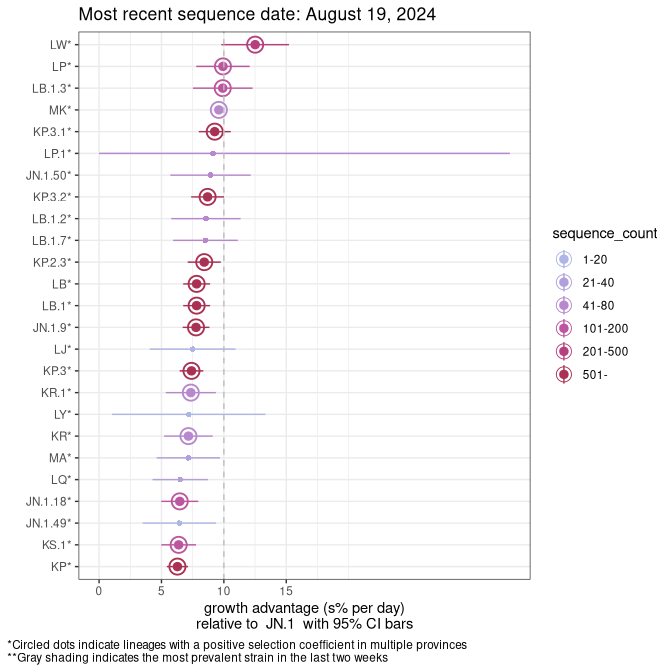 Most recent sequence date: August 19, 2024
LW*
LP*
LB.1.3*
MK*
KP.3.1*
LP.1*
JN.1.50*
KP.3.2*
LB.1.2*
LB.1.7*
KP.2.3*
LB*
LB.1*
JN.1.9*
LJ*
KP.3*
KR.1*
LY*
KR*
MA*
LQ*
JN.1.18*
JN.1.49*
KS.1*
KP*
0 5 10 15
growth advantage (s% per day)
relative to JN.1 with 95% CI bars
sequence_count
1-20
21-40
41-80
101-200
201-500
501-
*Circled dots indicate lineages with a positive selection coefficient in multiple provinces
**Gray shading indicates the most prevalent strain in the last two weeks